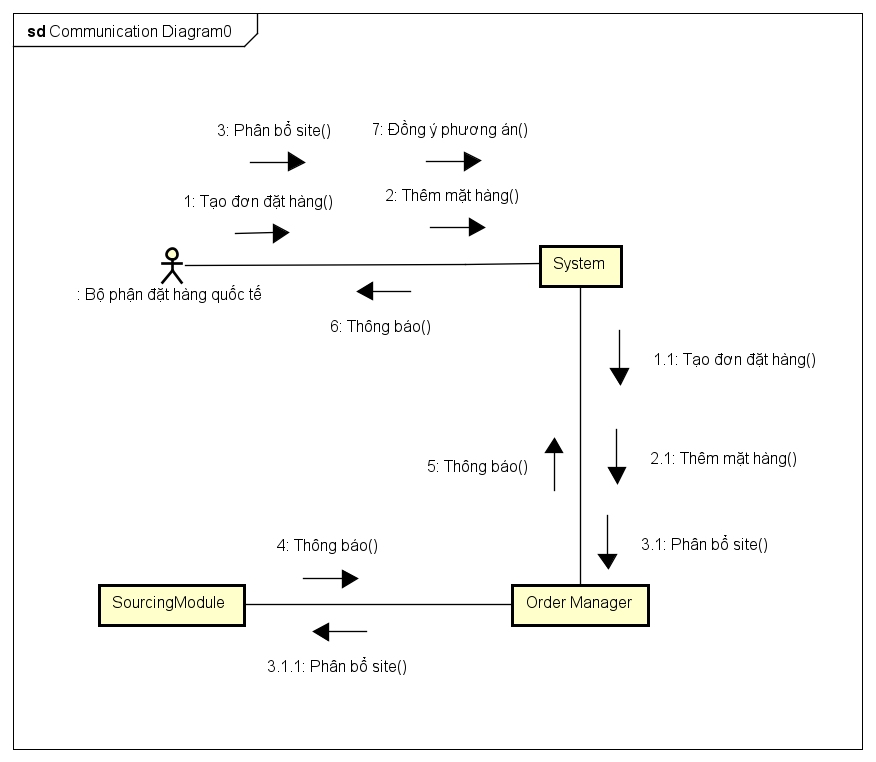 sd Communication Diagram0
3: Phân bổ site()
7: Đồng ý phương án()
1: Tạo đơn đặt hàng()
2: Thêm mặt hàng()
System
: Bộ phận đặt hàng quốc tế
6: Thông báo()
1.1: Tạo đơn đặt hàng()
2.1: Thêm mặt hàng()
5: Thông báo()
3.1: Phân bổ site()
4: Thông báo()
SourcingModule
Order Manager
3.1.1: Phân bổ site()